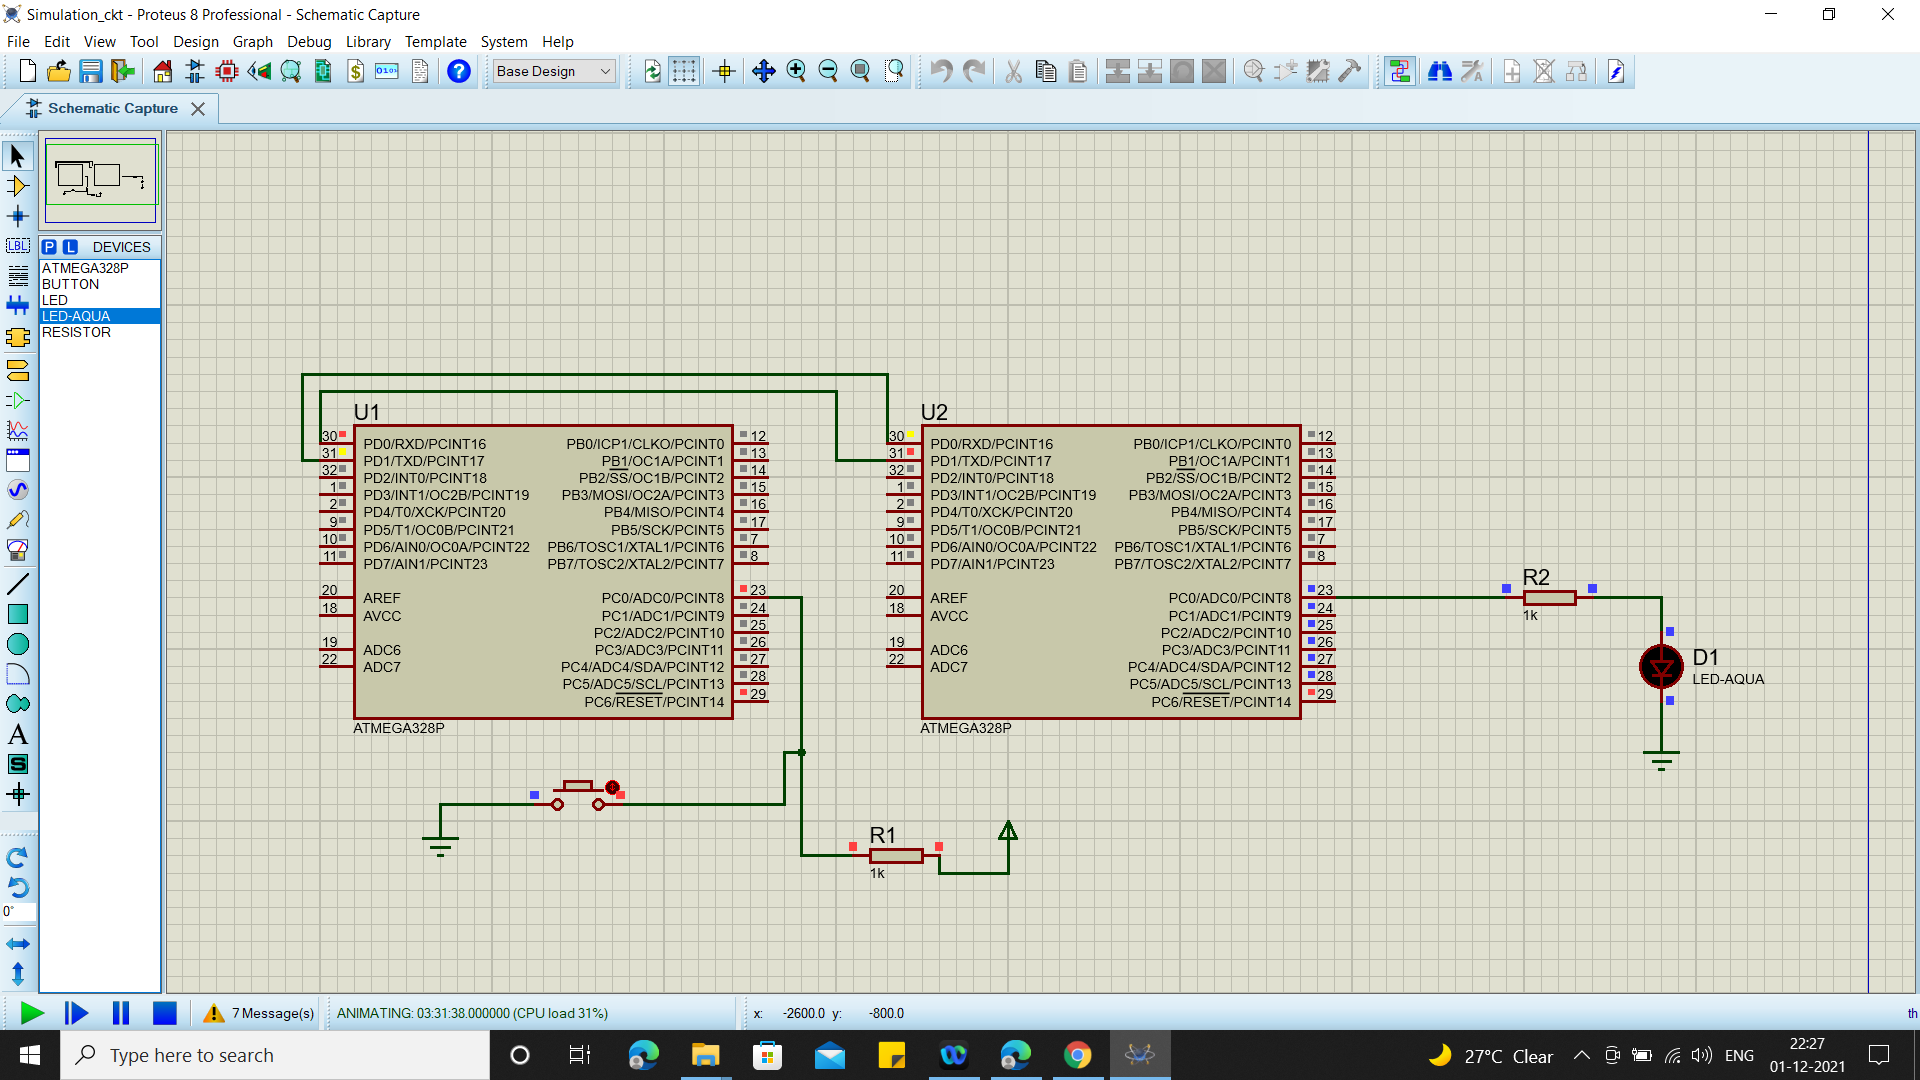 Simulation_ckt - Proteus 8 Professional - Schematic Capture
File Edit View Tool Design Graph Debug Library Template System Help
Base Design
Schematic Capture
P L DEVICES
ATMEGA328P
BUTTON
LED
LED-AQUA
RESISTOR
LBL
A
S
0°
U1
30 PD0/RXD/PCINT16 PB0/ICP1/CLKO/PCINT0 12
31 PD1/TXD/PCINT17 PB1/OC1A/PCINT1 13
32 PD2/INT0/PCINT18 PB2/SS/OC1B/PCINT2 14
1 PD3/INT1/OC2B/PCINT19 PB3/MOSI/OC2A/PCINT3 15
2 PD4/T0/XCK/PCINT20 PB4/MISO/PCINT4 16
9 PD5/T1/OC0B/PCINT21 PB5/SCK/PCINT5 17
10 PD6/AIN0/OC0A/PCINT22 PB6/TOSC1/XTAL1/PCINT6 7
11 PD7/AIN1/PCINT23 PB7/TOSC2/XTAL2/PCINT7 8
20 AREF PC0/ADC0/PCINT8 23
18 AVCC PC1/ADC1/PCINT9 24
PC2/ADC2/PCINT10 25
19 ADC6 PC3/ADC3/PCINT11 26
22 ADC7 PC4/ADC4/SDA/PCINT12 27
PC5/ADC5/SCL/PCINT13 28
PC6/RESET/PCINT14 29
ATMEGA328P
U2
30 PD0/RXD/PCINT16 PB0/ICP1/CLKO/PCINT0 12
31 PD1/TXD/PCINT17 PB1/OC1A/PCINT1 13
32 PD2/INT0/PCINT18 PB2/SS/OC1B/PCINT2 14
1 PD3/INT1/OC2B/PCINT19 PB3/MOSI/OC2A/PCINT3 15
2 PD4/T0/XCK/PCINT20 PB4/MISO/PCINT4 16
9 PD5/T1/OC0B/PCINT21 PB5/SCK/PCINT5 17
10 PD6/AIN0/OC0A/PCINT22 PB6/TOSC1/XTAL1/PCINT6 7
11 PD7/AIN1/PCINT23 PB7/TOSC2/XTAL2/PCINT7 8
20 AREF PC0/ADC0/PCINT8 23
18 AVCC PC1/ADC1/PCINT9 24
PC2/ADC2/PCINT10 25
19 ADC6 PC3/ADC3/PCINT11 26
22 ADC7 PC4/ADC4/SDA/PCINT12 27
PC5/ADC5/SCL/PCINT13 28
PC6/RESET/PCINT14 29
ATMEGA328P
R2
1k
D1
LED-AQUA
R1
1k
7 Message(s) ANIMATING: 03:31:38.000000 (CPU load 31%) x: -2600.0 y: -800.0 th
Type here to search
27°C Clear ENG
22:27
01-12-2021